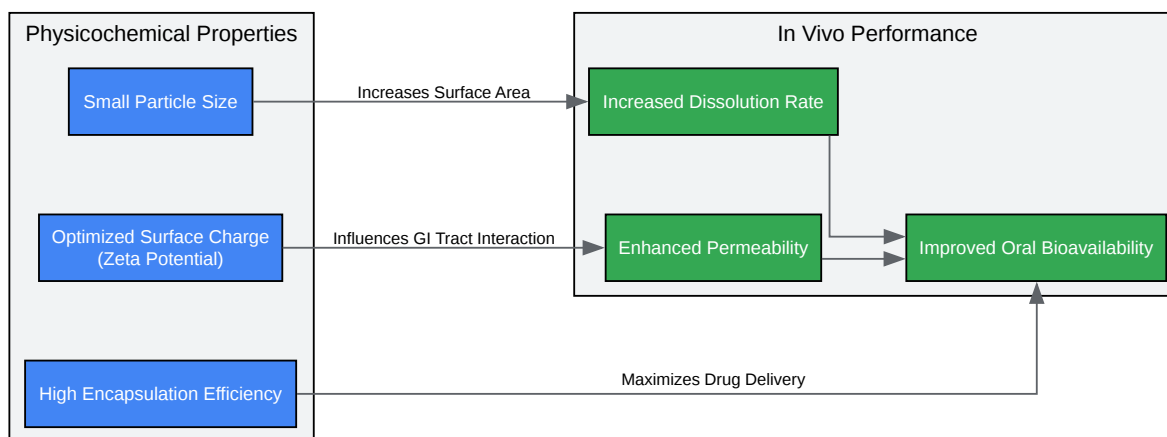 Physicochemical Properties
In Vivo Performance
Small Particle Size
Increases Surface Area
Increased Dissolution Rate
Optimized Surface Charge
(Zeta Potential)
Influences GI Tract Interaction
Enhanced Permeability
Improved Oral Bioavailability
High Encapsulation Efficiency
Maximizes Drug Delivery